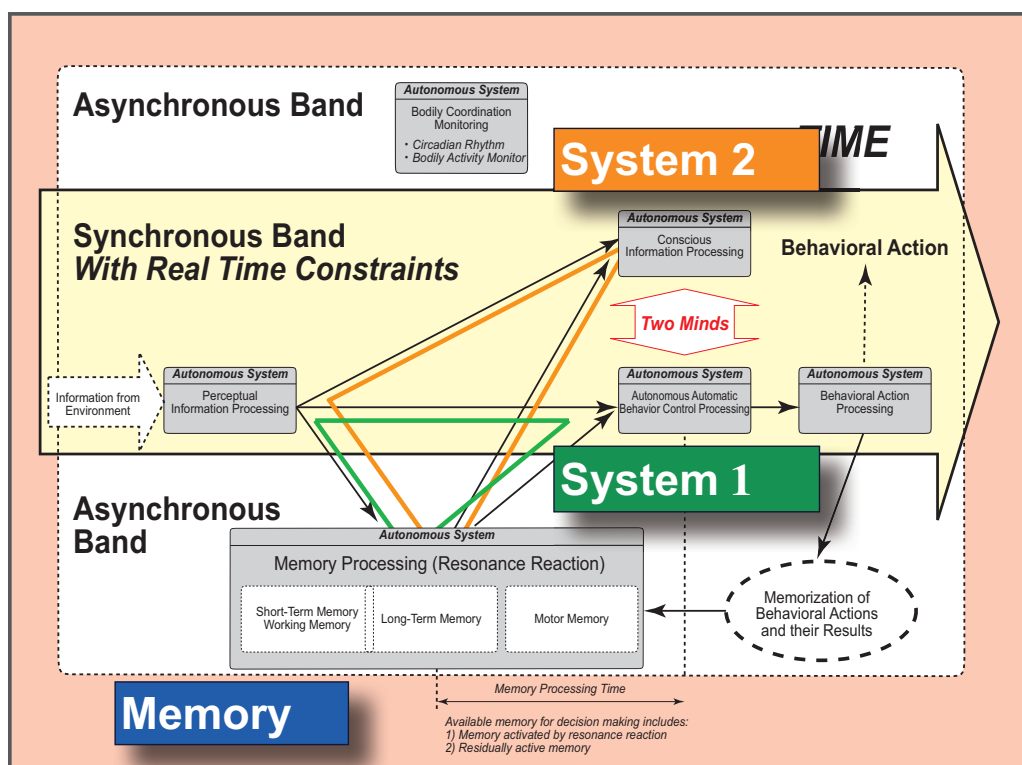 Asynchronous Band
Autonomous System
Bodily Coordination
Monitoring
・Circadian Rhythm
・Bodily Activity Monitor
TIME
System 2
Synchronous Band
With Real Time Constraints
Autonomous System
Conscious
Information Processing
Behavioral Action
Two Minds
Information from
Environment
Autonomous System
Perceptual
Information Processing
Autonomous System
Autonomous Automatic
Behavior Control Processing
Autonomous System
Behavioral Action
Processing
System 1
Asynchronous
Band
Autonomous System
Memory Processing (Resonance Reaction)
Short-Term Memory
Working Memory
Long-Term Memory
Motor Memory
Memorization of
Behavioral Actions
and their Results
Memory
Memory Processing Time
Available memory for decision making includes:
1) Memory activated by resonance reaction
2) Residually active memory